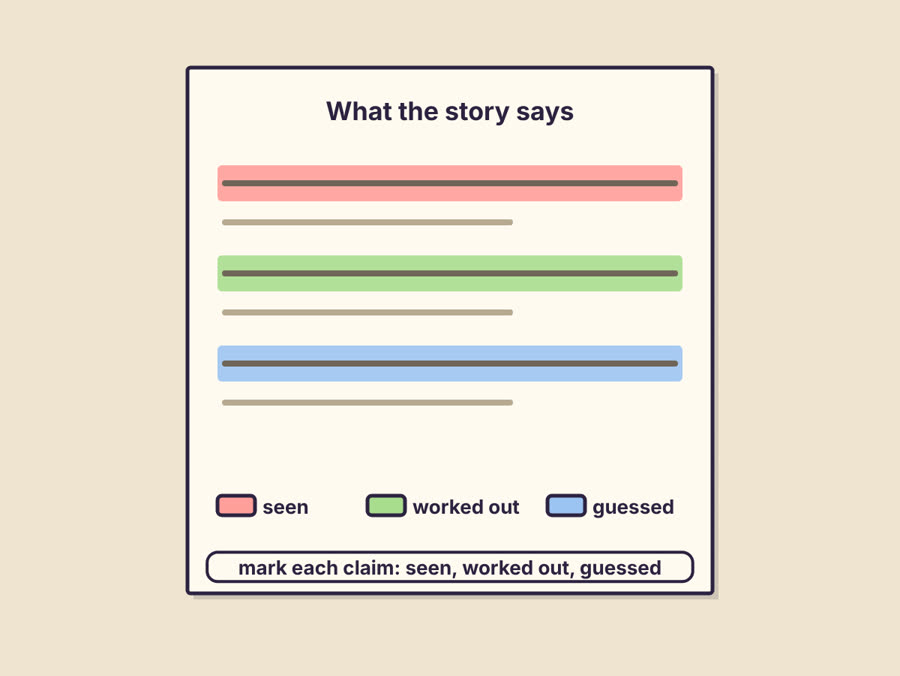 What the story says
seen
worked out
guessed
mark each claim: seen, worked out, guessed